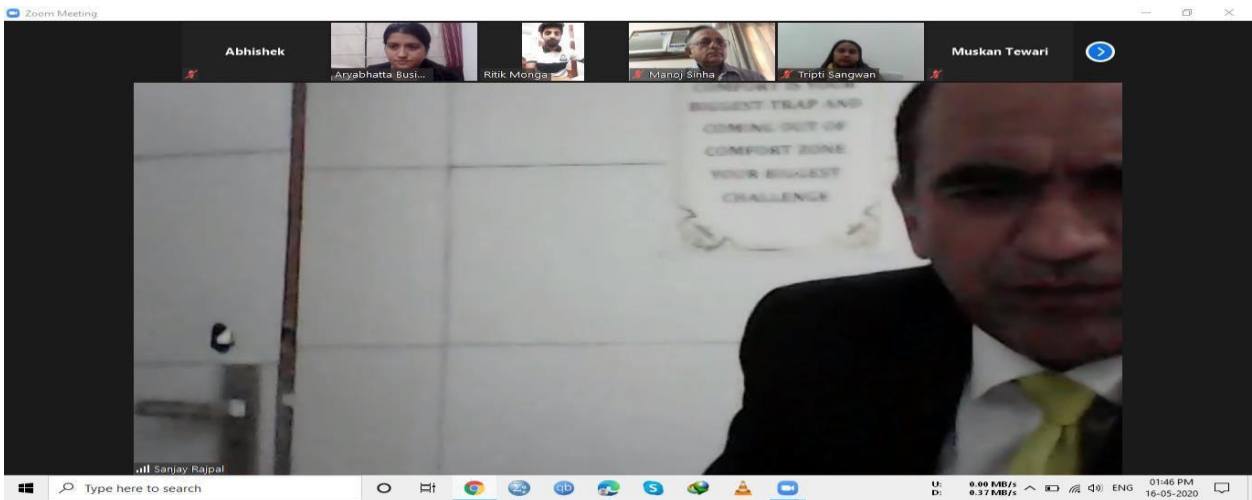 Zoom Meeting
Abhishek
Aryabhatta Busi...
Ritik Monga
Manoj Sinha
Tripti Sangwan
Muskan Tewari
COMFORT IS YOUR
BIGGEST TRAP AND
COMING OUT OF
COMFORT ZONE
YOUR BIGGEST
CHALLENGE
Sanjay Rajpal
Type here to search
qb
U: 0.00 MB/s
D: 0.37 MB/s
ENG
01:46 PM
16-05-2020